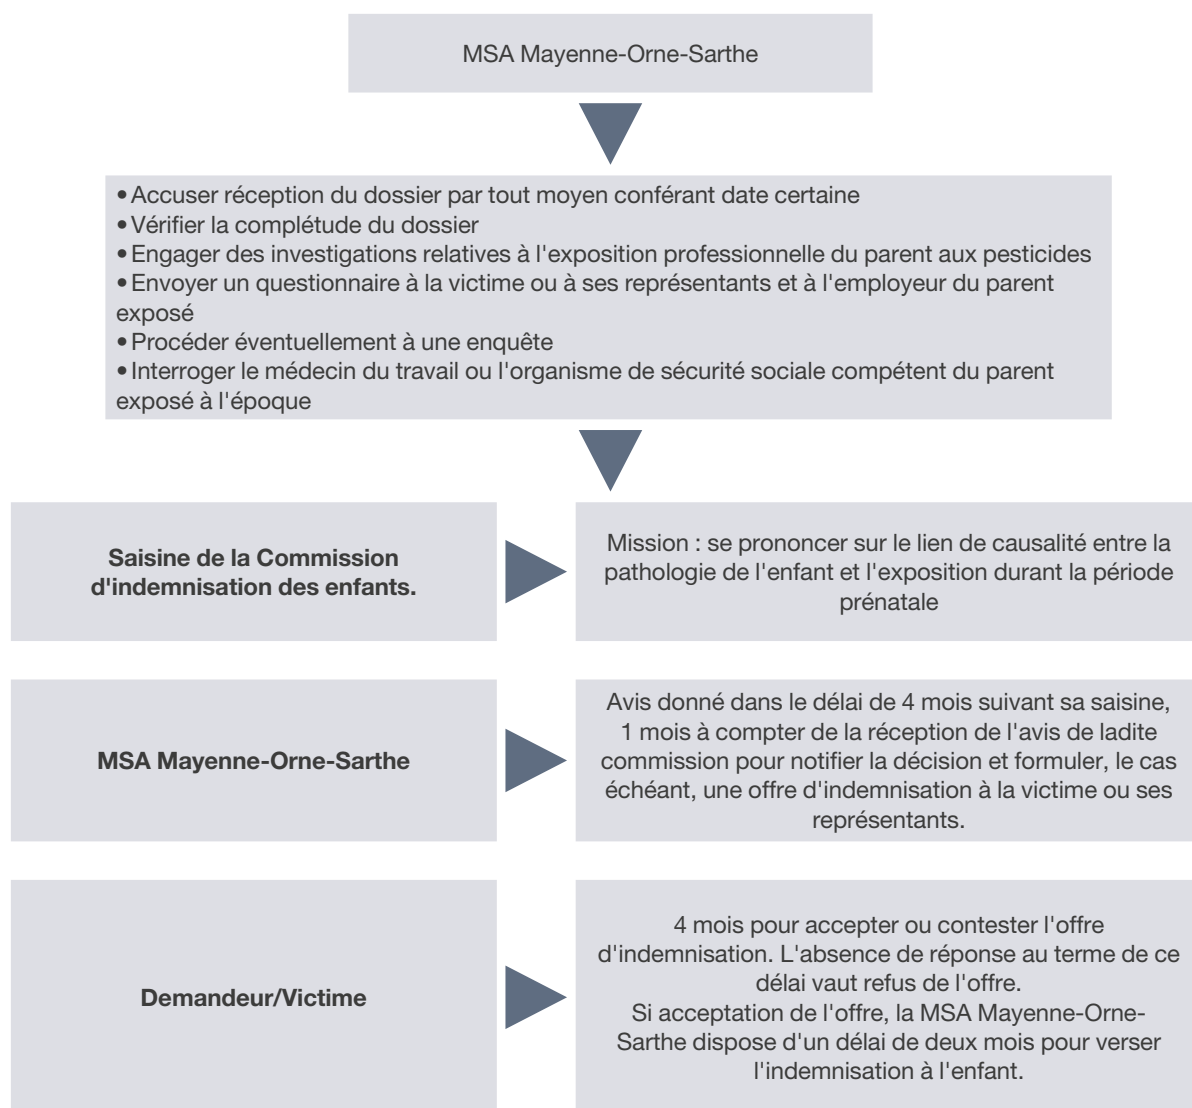 MSA Mayenne-Orne-Sarthe
•Accuser réception du dossier par tout moyen conférant date certaine
•Vérifier la complétude du dossier
•Engager des investigations relatives à l'exposition professionnelle du parent aux pesticides
•Envoyer un questionnaire à la victime ou à ses représentants et à l'employeur du parent
exposé
•Procéder éventuellement à une enquête
•Interroger le médecin du travail ou l'organisme de sécurité sociale compétent du parent
exposé à l'époque
Saisine de la Commission
d'indemnisation des enfants.
Mission : se prononcer sur le lien de causalité entre la
pathologie de l'enfant et l'exposition durant la période
prénatale
MSA Mayenne-Orne-Sarthe
Avis donné dans le délai de 4 mois suivant sa saisine,
1 mois à compter de la réception de l'avis de ladite
commission pour notifier la décision et formuler, le cas
échéant, une offre d'indemnisation à la victime ou ses
représentants.
Demandeur/Victime
4 mois pour accepter ou contester l'offre
d'indemnisation. L'absence de réponse au terme de ce
délai vaut refus de l'offre.
Si acceptation de l'offre, la MSA Mayenne-Orne-
Sarthe dispose d'un délai de deux mois pour verser
l'indemnisation à l'enfant.